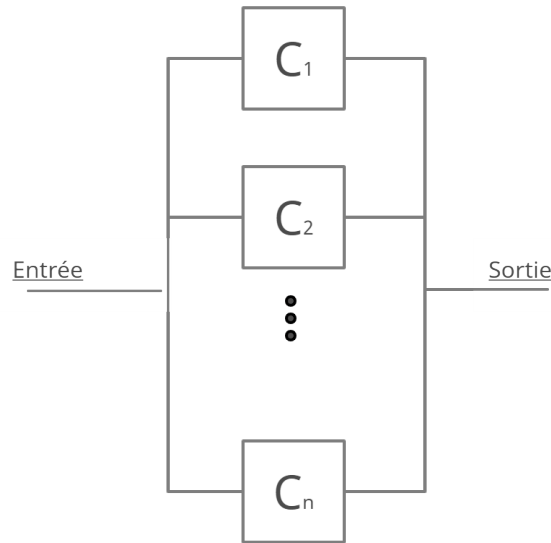 C₁
C₂
Entrée
Sortie
Cₙ